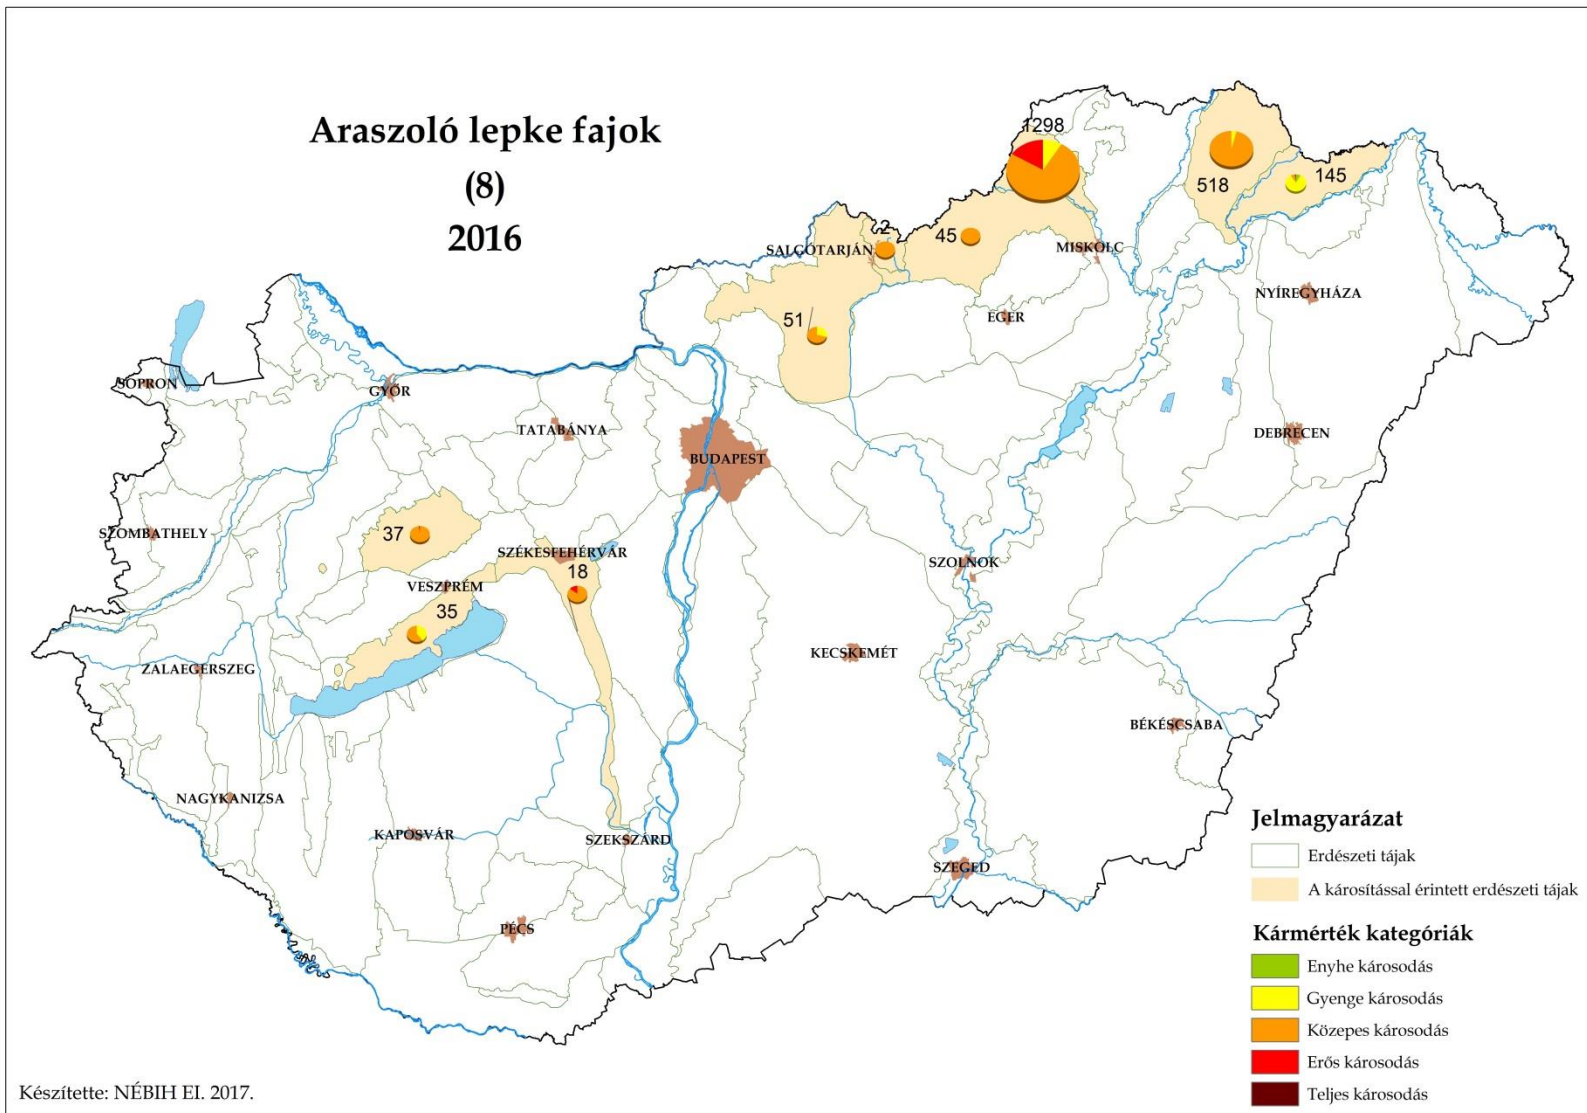 Araszoló lepke fajok
(8)
2016
1298
518
145
2
SALGÓTARJÁN
45
MISKOLC
NYÍREGYHÁZA
51
EGER
SOPRON
GYŐR
TATABÁNYA
DEBRECEN
BUDAPEST
SZOMBATHELY
37
SZÉKESFEHÉRVÁR
18
SZOLNOK
VESZPRÉM
35
KECSKEMÉT
ZALAEGERSZEG
BÉKÉSCSABA
NAGYKANIZSA
KAPOSVÁR
SZEKSZÁRD
SZEGED
PÉCS
Jelmagyarázat
Erdészeti tájak
A károsítással érintett erdészeti tájak
Kármérték kategóriák
Enyhe károsodás
Gyenge károsodás
Közepes károsodás
Erős károsodás
Teljes károsodás
Készítette: NÉBIH EI. 2017.